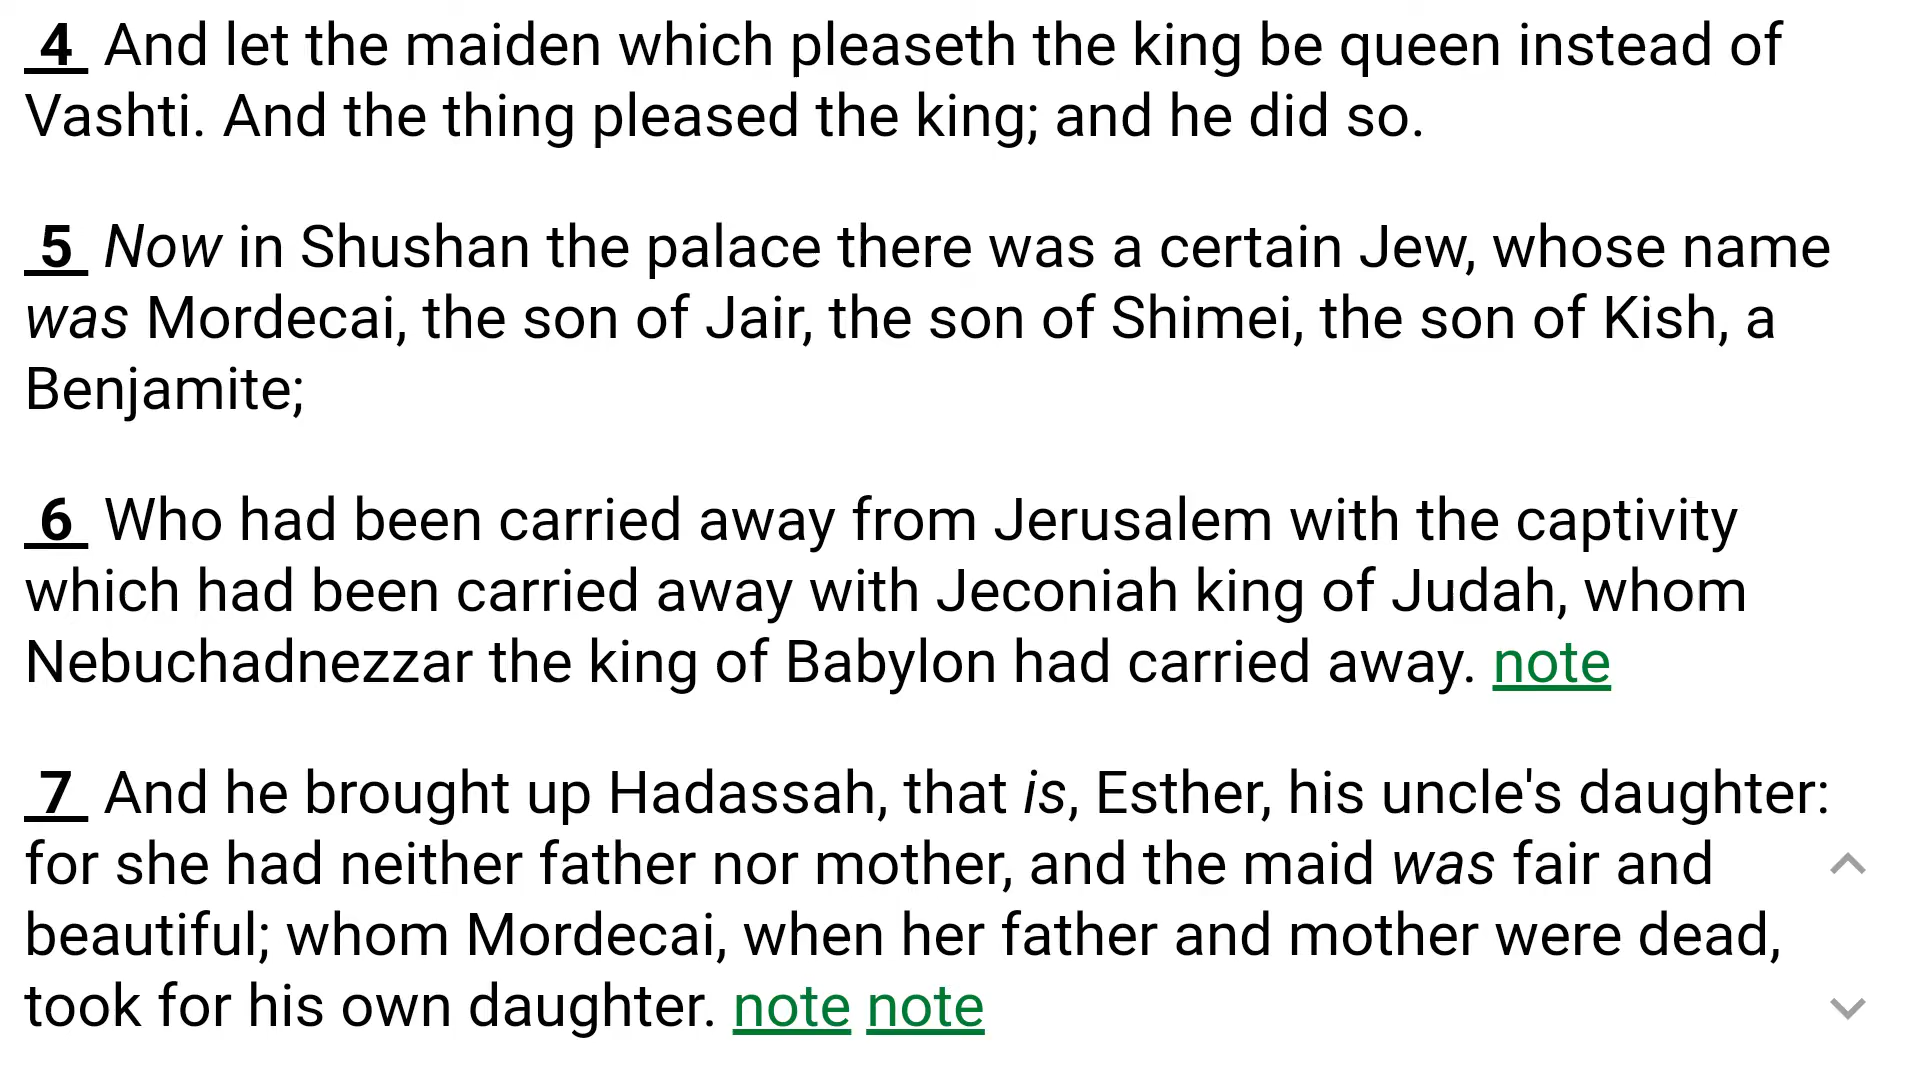 4 And let the maiden which pleaseth the king be queen instead of
Vashti. And the thing pleased the king; and he did so.
5 Now in Shushan the palace there was a certain Jew, whose name
was Mordecai, the son of Jair, the son of Shimei, the son of Kish, a
Benjamite;
6 Who had been carried away from Jerusalem with the captivity
which had been carried away with Jeconiah king of Judah, whom
Nebuchadnezzar the king of Babylon had carried away. note
7 And he brought up Hadassah, that is, Esther, his uncle's daughter:
for she had neither father nor mother, and the maid was fair and
beautiful; whom Mordecai, when her father and mother were dead,
took for his own daughter. note note